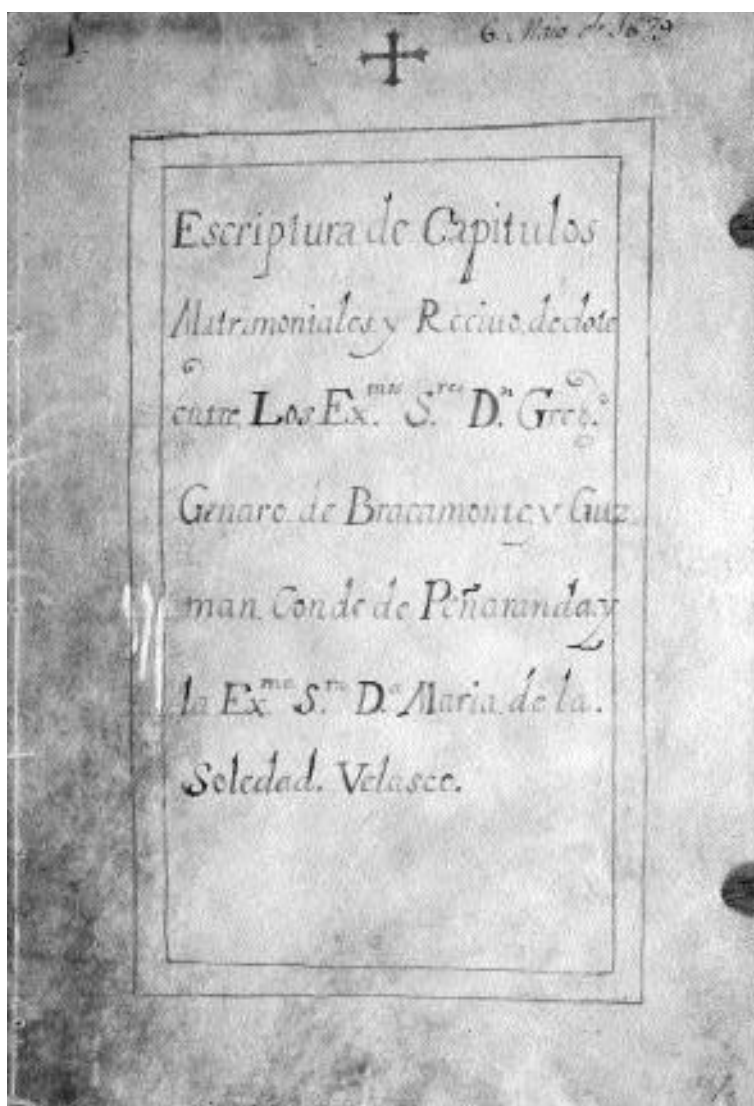 6 Maio de 1679
Escriptura de Capitulos
Matrimoniales y Reciuo de dote
entre Los Ex.mos S.res D.n Greg.o
Genaro de Bracamonte y Guz
man Conde de Peñaranda y
la Ex.ma S.ra D.a Maria de la.
Soledad. Velasco.